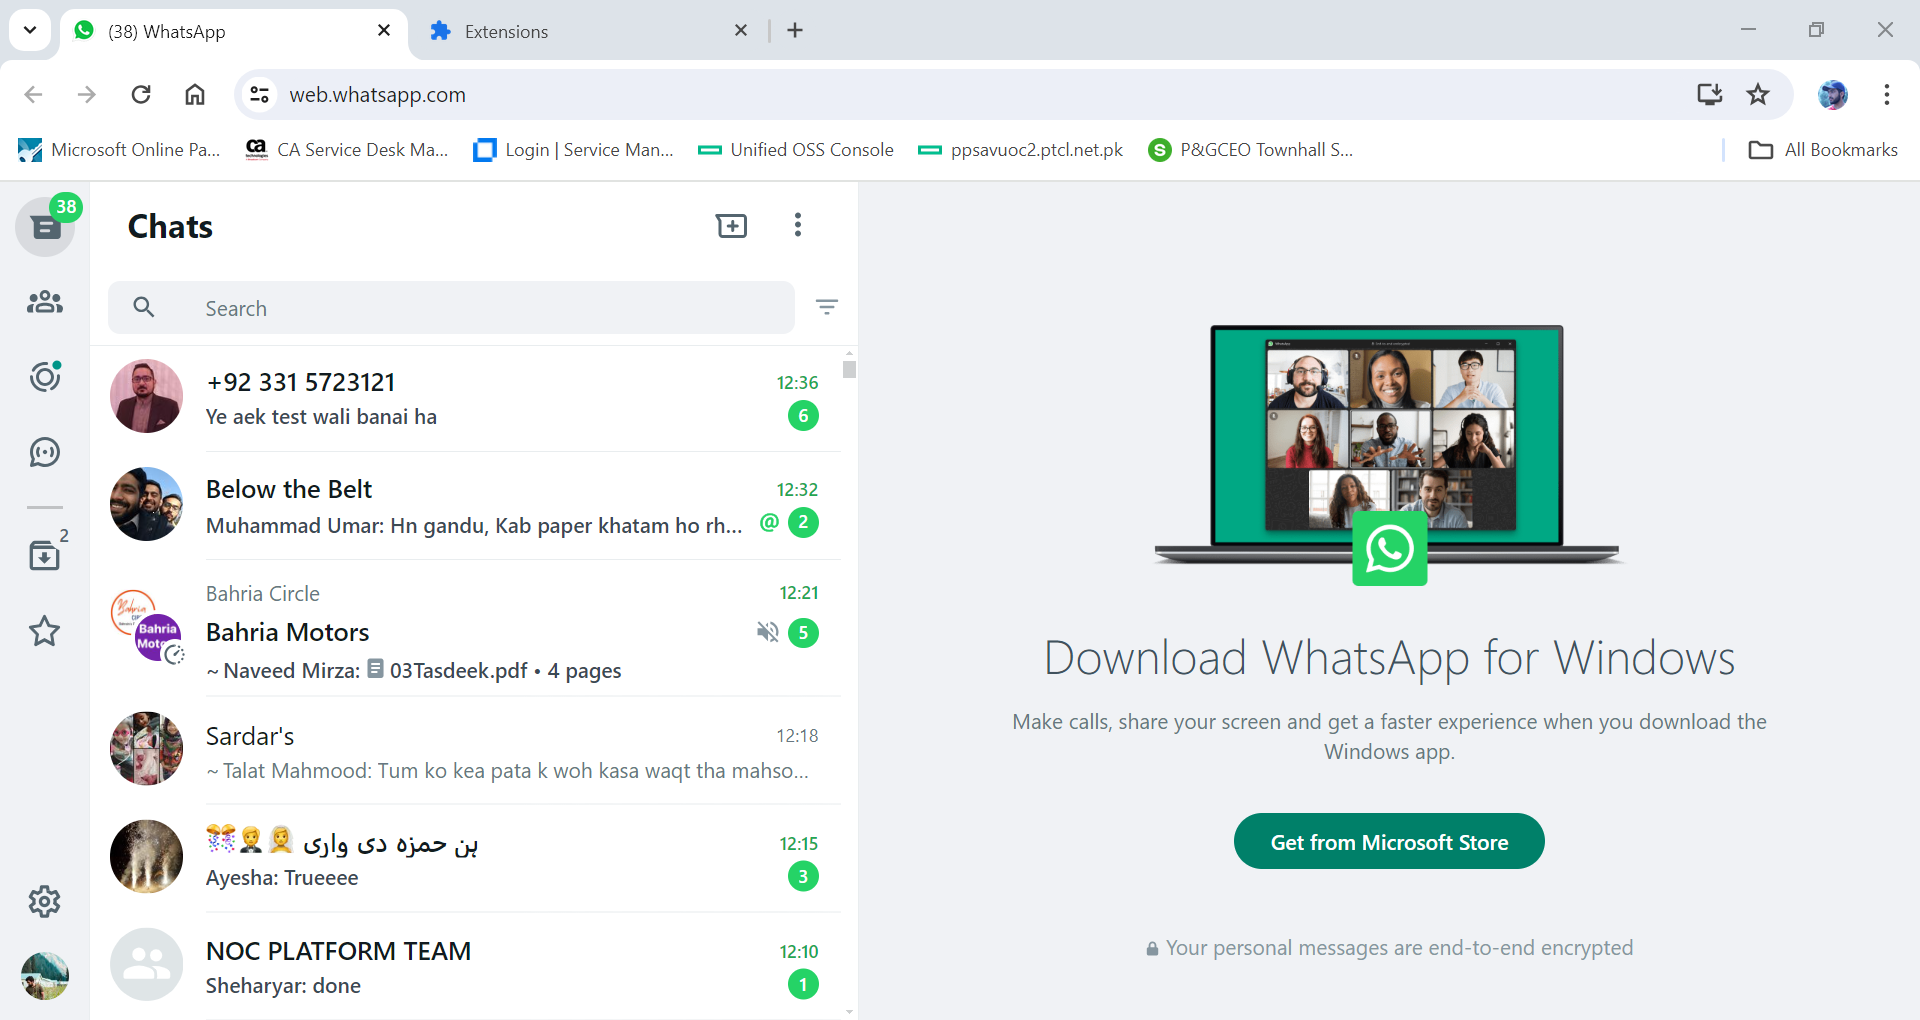 (38) WhatsApp
Extensions
web.whatsapp.com
Microsoft Online Pa...
CA Service Desk Ma...
Login | Service Man...
Unified OSS Console
ppsavuoc2.ptcl.net.pk
P&GCEO Townhall S...
All Bookmarks
38
Chats
Search
+92 331 5723121
12:36
Ye aek test wali banai ha
6
Below the Belt
12:32
Muhammad Umar: Hn gandu, Kab paper khatam ho rh...
@ 2
Bahria Circle
12:21
Bahria Motors
5
~ Naveed Mirza: 03Tasdeek.pdf • 4 pages
2
Sardar's
12:18
~ Talat Mahmood: Tum ko kea pata k woh kasa waqt tha mahso...
ہن حمزہ دی واری 👰🤵🎊
12:15
Ayesha: Trueeee
3
NOC PLATFORM TEAM
12:10
Sheharyar: done
1
Download WhatsApp for Windows
Make calls, share your screen and get a faster experience when you download the
Windows app.
Get from Microsoft Store
Your personal messages are end-to-end encrypted